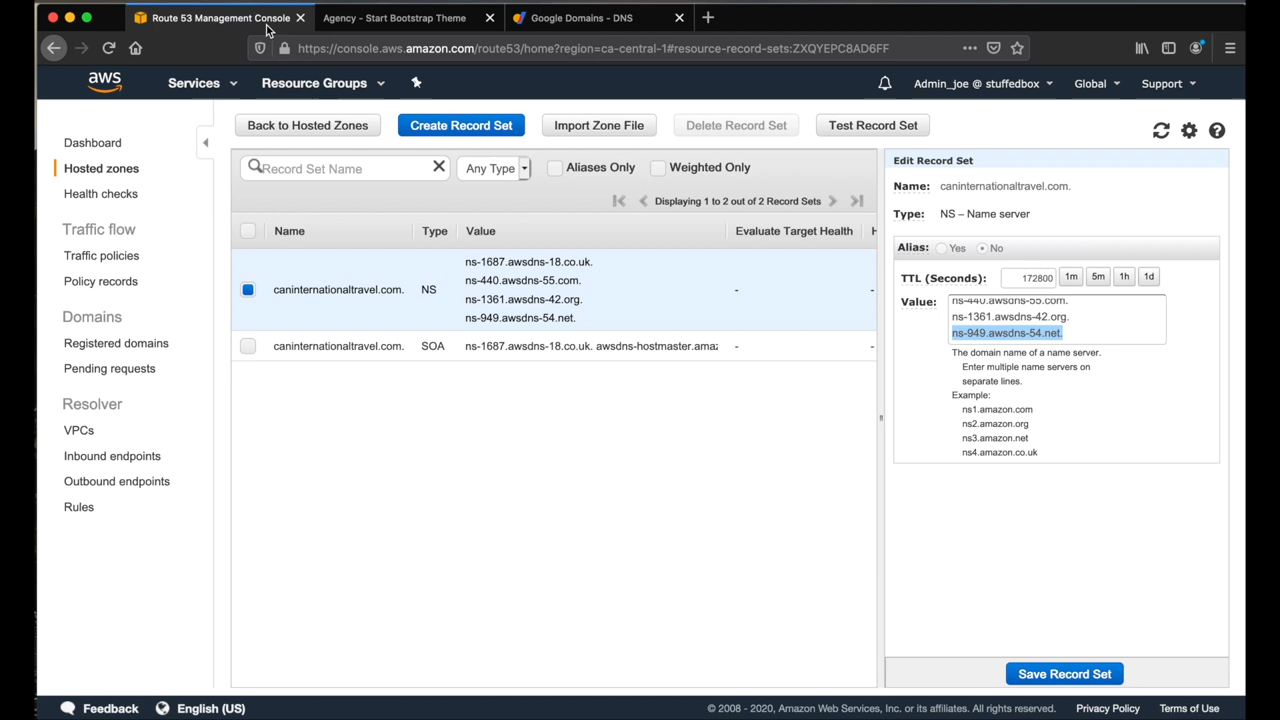 Route 53 Management Console
Agency - Start Bootstrap Theme
Google Domains - DNS
https://console.aws.amazon.com/route53/home?region=ca-central-1#resource-record-sets:ZXQYEPC8AD6FF
aws
Services
Resource Groups
Admin_joe @ stuffedbox
Global
Support
Dashboard
Hosted zones
Health checks
Traffic flow
Traffic policies
Policy records
Domains
Registered domains
Pending requests
Resolver
VPCs
Inbound endpoints
Outbound endpoints
Rules
Back to Hosted Zones
Create Record Set
Import Zone File
Delete Record Set
Test Record Set
Record Set Name
Any Type
Aliases Only
Weighted Only
Displaying 1 to 2 out of 2 Record Sets
Name Type Value Evaluate Target Health H
caninternationaltravel. NS
ns-1687.awsdns-18.co.uk.
ns-440.awsdns-55.com.
ns-1361.awsdns-42.org.
ns-949.awsdns-54.net.
- -
caninternationaltravel. SOA ns-1687.awsdns-18.co.uk. awsdns-hostmaster.ama - -
Edit Record Set
Name: caninternationaltravel.com.
Type: NS – Name server
Alias: Yes No
TTL (Seconds): 172800 1m 5m 1h 1d
Value:
ns-440.awsdns-55.com.
ns-1361.awsdns-42.org.
ns-949.awsdns-54.net.
The domain name of a name server.
Enter multiple name servers on
separate lines.
Example:
ns1.amazon.com
ns2.amazon.org
ns3.amazon.net
ns4.amazon.co.uk
Save Record Set
Feedback
English (US)
© 2008 - 2020, Amazon Web Services, Inc. or its affiliates. All rights reserved.
Privacy Policy
Terms of Use